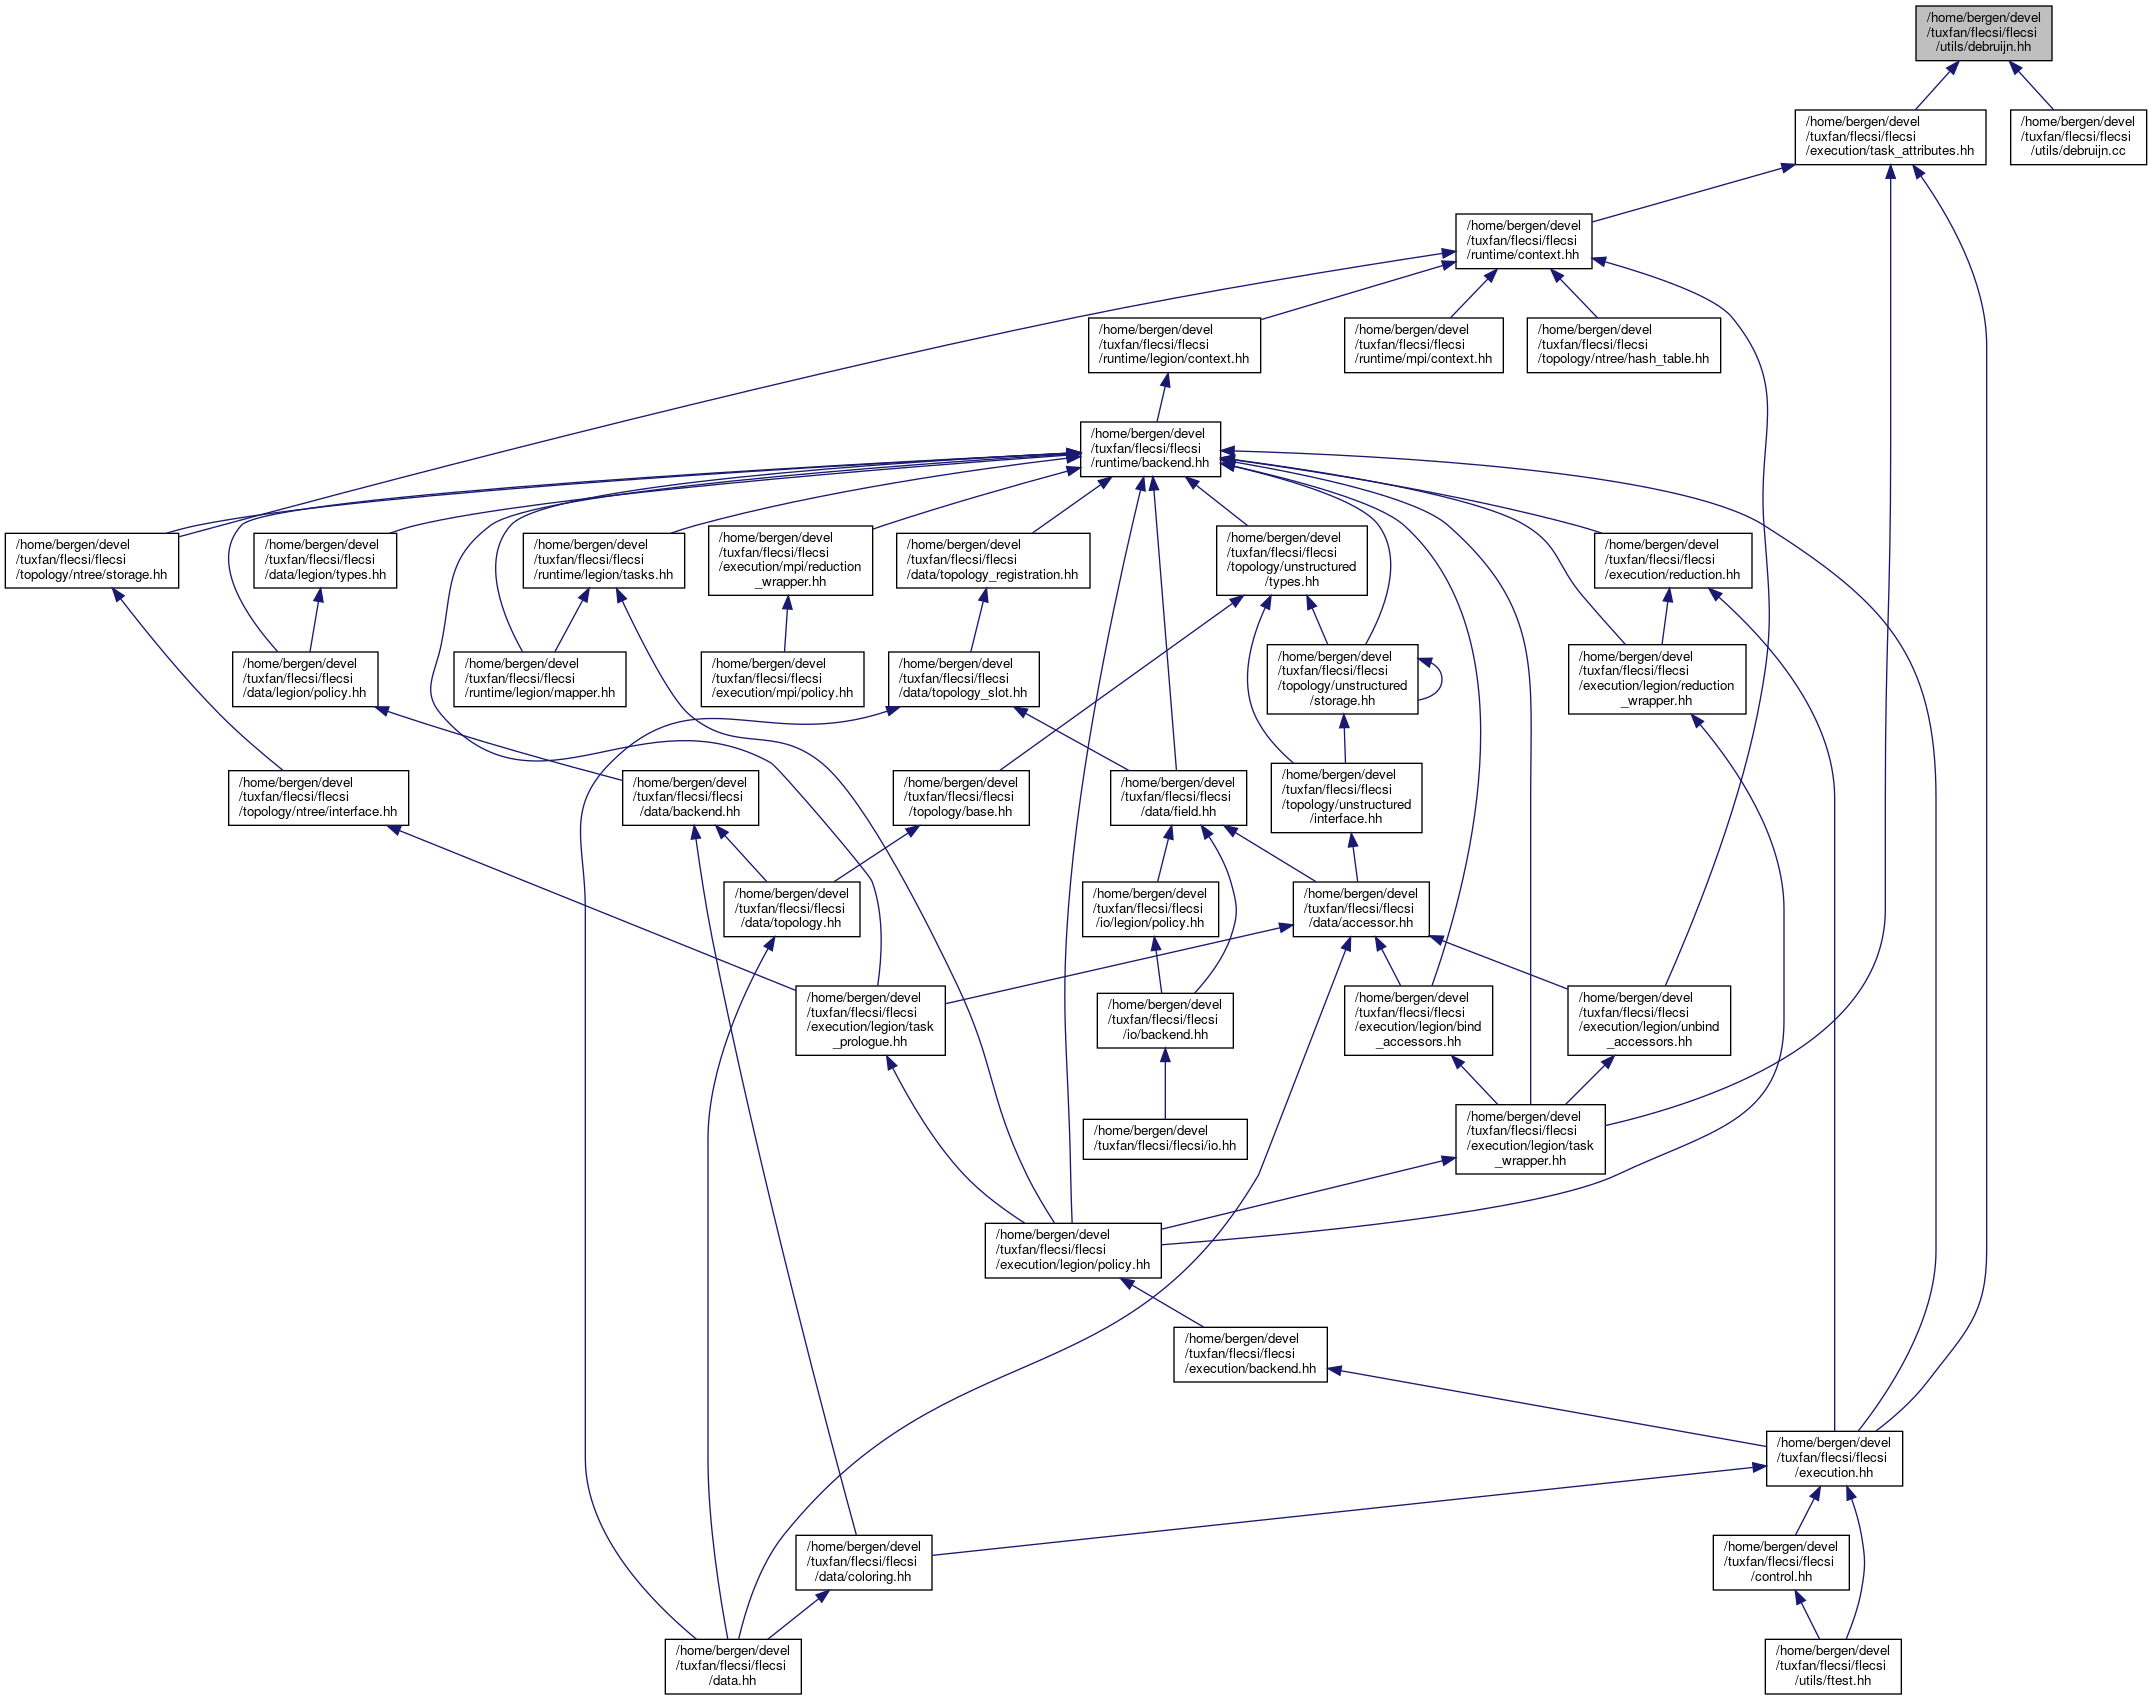 /home/bergen/devel
/tuxfan/flecsi/flecsi
/utils/debruijn.hh
/home/bergen/devel
/tuxfan/flecsi/flecsi
/execution/task_attributes.hh
/home/bergen/devel
/tuxfan/flecsi/flecsi
/utils/debruijn.cc
/home/bergen/devel
/tuxfan/flecsi/flecsi
/runtime/context.hh
/home/bergen/devel
/tuxfan/flecsi/flecsi
/runtime/legion/context.hh
/home/bergen/devel
/tuxfan/flecsi/flecsi
/runtime/mpi/context.hh
/home/bergen/devel
/tuxfan/flecsi/flecsi
/topology/ntree/hash_table.hh
/home/bergen/devel
/tuxfan/flecsi/flecsi
/runtime/backend.hh
/home/bergen/devel
/tuxfan/flecsi/flecsi
/topology/ntree/storage.hh
/home/bergen/devel
/tuxfan/flecsi/flecsi
/data/legion/types.hh
/home/bergen/devel
/tuxfan/flecsi/flecsi
/runtime/legion/tasks.hh
/home/bergen/devel
/tuxfan/flecsi/flecsi
/execution/mpi/reduction
_wrapper.hh
/home/bergen/devel
/tuxfan/flecsi/flecsi
/data/topology_registration.hh
/home/bergen/devel
/tuxfan/flecsi/flecsi
/topology/unstructured
/types.hh
/home/bergen/devel
/tuxfan/flecsi/flecsi
/execution/reduction.hh
/home/bergen/devel
/tuxfan/flecsi/flecsi
/data/legion/policy.hh
/home/bergen/devel
/tuxfan/flecsi/flecsi
/runtime/legion/mapper.hh
/home/bergen/devel
/tuxfan/flecsi/flecsi
/execution/mpi/policy.hh
/home/bergen/devel
/tuxfan/flecsi/flecsi
/data/topology_slot.hh
/home/bergen/devel
/tuxfan/flecsi/flecsi
/topology/unstructured
/storage.hh
/home/bergen/devel
/tuxfan/flecsi/flecsi
/execution/legion/reduction
_wrapper.hh
/home/bergen/devel
/tuxfan/flecsi/flecsi
/topology/ntree/interface.hh
/home/bergen/devel
/tuxfan/flecsi/flecsi
/data/backend.hh
/home/bergen/devel
/tuxfan/flecsi/flecsi
/topology/base.hh
/home/bergen/devel
/tuxfan/flecsi/flecsi
/data/field.hh
/home/bergen/devel
/tuxfan/flecsi/flecsi
/topology/unstructured
/interface.hh
/home/bergen/devel
/tuxfan/flecsi/flecsi
/data/topology.hh
/home/bergen/devel
/tuxfan/flecsi/flecsi
/io/legion/policy.hh
/home/bergen/devel
/tuxfan/flecsi/flecsi
/data/accessor.hh
/home/bergen/devel
/tuxfan/flecsi/flecsi
/execution/legion/task
_prologue.hh
/home/bergen/devel
/tuxfan/flecsi/flecsi
/io/backend.hh
/home/bergen/devel
/tuxfan/flecsi/flecsi
/execution/legion/bind
_accessors.hh
/home/bergen/devel
/tuxfan/flecsi/flecsi
/execution/legion/unbind
_accessors.hh
/home/bergen/devel
/tuxfan/flecsi/flecsi/io.hh
/home/bergen/devel
/tuxfan/flecsi/flecsi
/execution/legion/task
_wrapper.hh
/home/bergen/devel
/tuxfan/flecsi/flecsi
/execution/legion/policy.hh
/home/bergen/devel
/tuxfan/flecsi/flecsi
/execution/backend.hh
/home/bergen/devel
/tuxfan/flecsi/flecsi
/execution.hh
/home/bergen/devel
/tuxfan/flecsi/flecsi
/data/coloring.hh
/home/bergen/devel
/tuxfan/flecsi/flecsi
/control.hh
/home/bergen/devel
/tuxfan/flecsi/flecsi
/data.hh
/home/bergen/devel
/tuxfan/flecsi/flecsi
/utils/ftest.hh